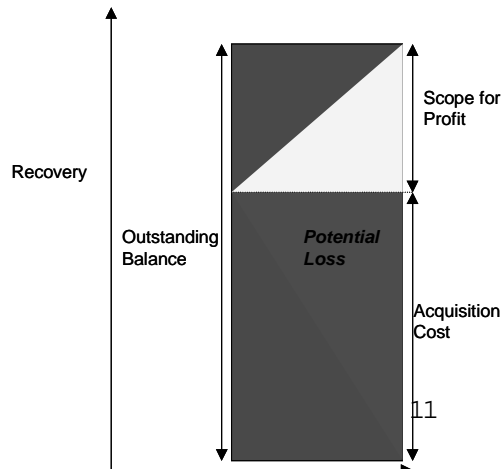 Scope for
Profit
Recovery
Outstanding
Balance
Potential
Loss
Acquisition
Cost
11